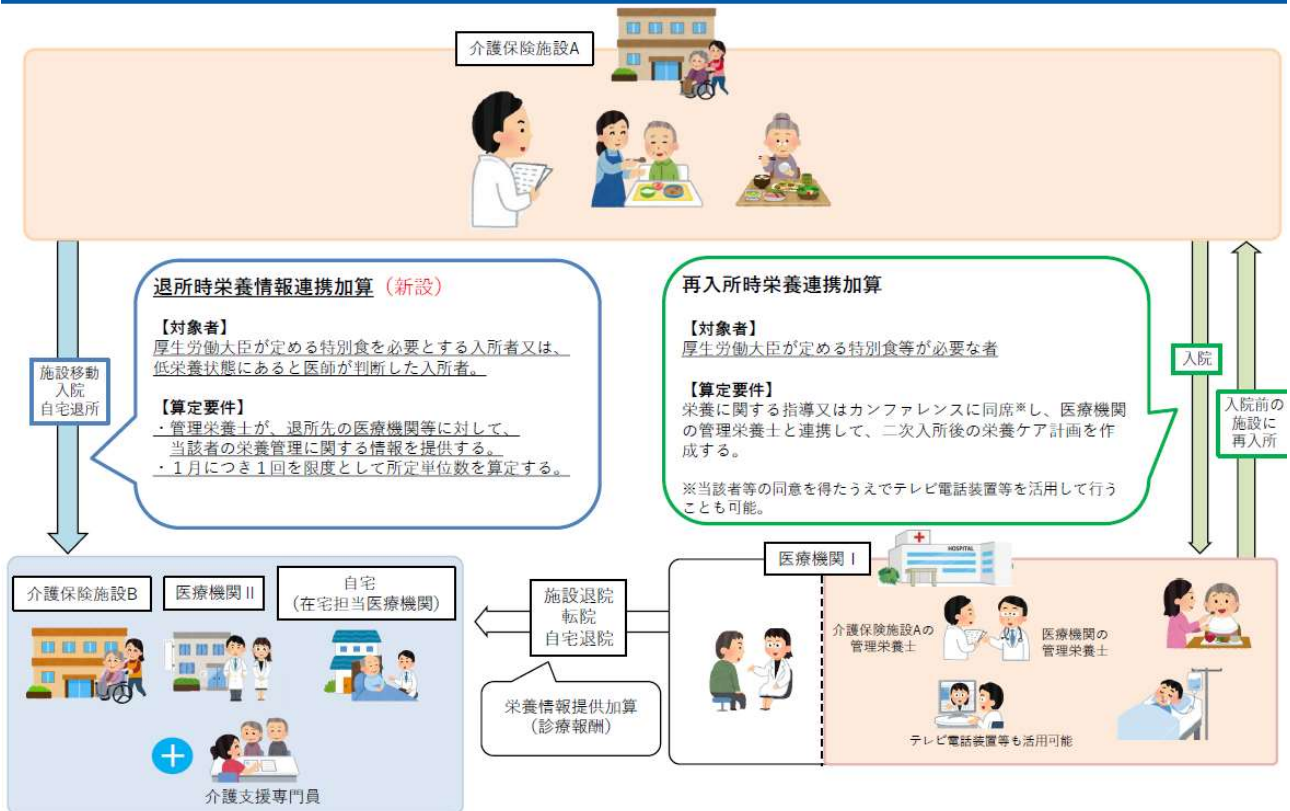 介護保険施設A
退所時栄養情報連携加算（新設）
【対象者】
厚生労働大臣が定める特別食を必要とする入所者又は、
低栄養状態にあると医師が判断した入所者。
【算定要件】
・管理栄養士が、退所先の医療機関等に対して、
当該者の栄養管理に関する情報を提供する。
・１月につき１回を限度として所定単位数を算定する。
施設移動
入院
自宅退所
再入所時栄養連携加算
【対象者】
厚生労働大臣が定める特別食等が必要な者
【算定要件】
栄養に関する指導又はカンファレンスに同席※し、医療機関
の管理栄養士と連携して、二次入所後の栄養ケア計画を作
成する。
※当該者等の同意を得たうえでテレビ電話装置等を活用して行う
ことも可能。
入院
入院前の
施設に
再入所
介護保険施設B
医療機関Ⅱ
自宅
(在宅担当医療機関)
介護支援専門員
施設退院
転院
自宅退院
栄養情報提供加算
(診療報酬)
医療機関Ⅰ
HOSPITAL
介護保険施設Aの
管理栄養士
医療機関の
管理栄養士
テレビ電話装置等も活用可能